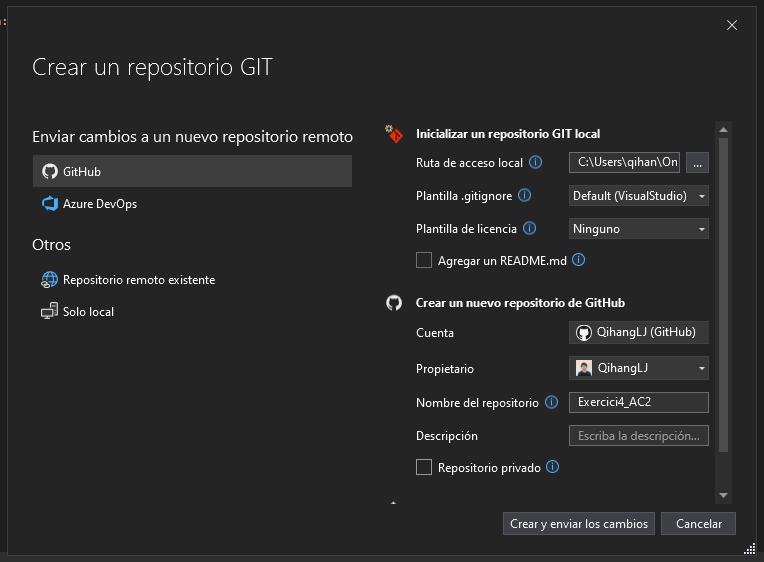 Crear un repositorio GIT
Enviar cambios a un nuevo repositorio remoto
GitHub
Azure DevOps
Otros
Repositorio remoto existente
Solo local
Inicializar un repositorio GIT local
Ruta de acceso local C:\Users\qihan\On ...
Plantilla .gitignore Default (VisualStudio)
Plantilla de licencia Ninguno
Agregar un README.md
Crear un nuevo repositorio de GitHub
Cuenta QihangLJ (GitHub)
Propietario QihangLJ
Nombre del repositorio Exercici4_AC2
Descripción Escriba la descripción...
Repositorio privado
Crear y enviar los cambios Cancelar